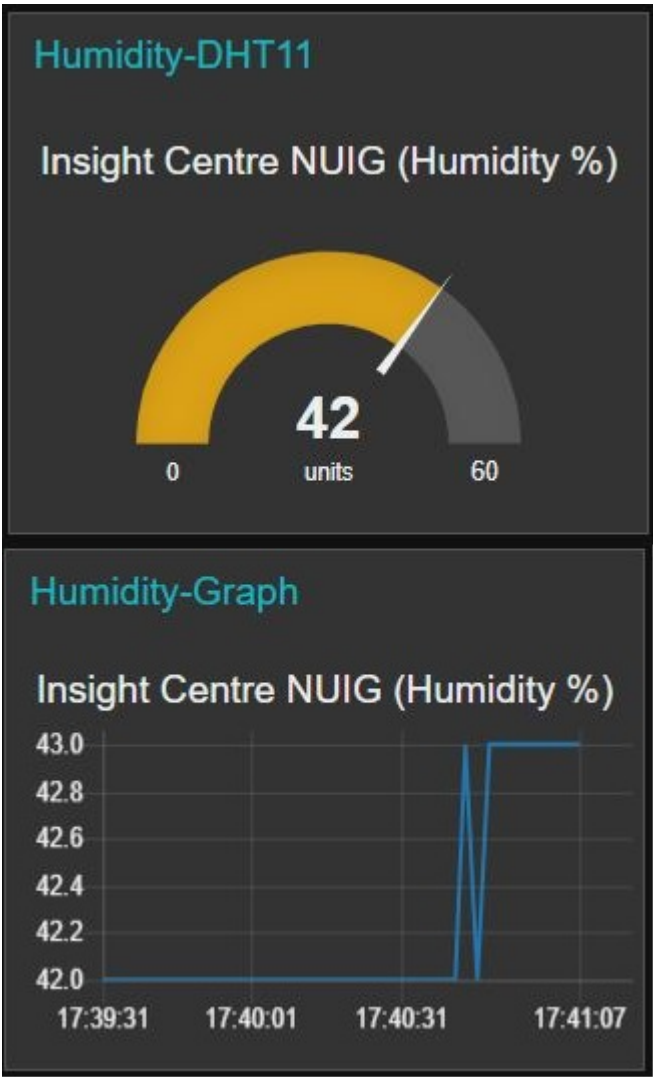 Humidity-DHT11
Insight Centre NUIG (Humidity %)
42
0 units 60
Humidity-Graph
Insight Centre NUIG (Humidity %)
43.0
42.8
42.6
42.4
42.2
42.0
17:39:31 17:40:01 17:40:31 17:41:07